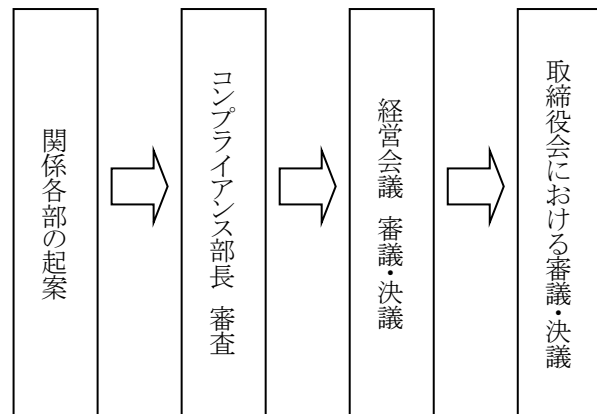 関係各部の起案
コンプライアンス部長 審査
経営会議 審議・決議
取締役会における審議・決議